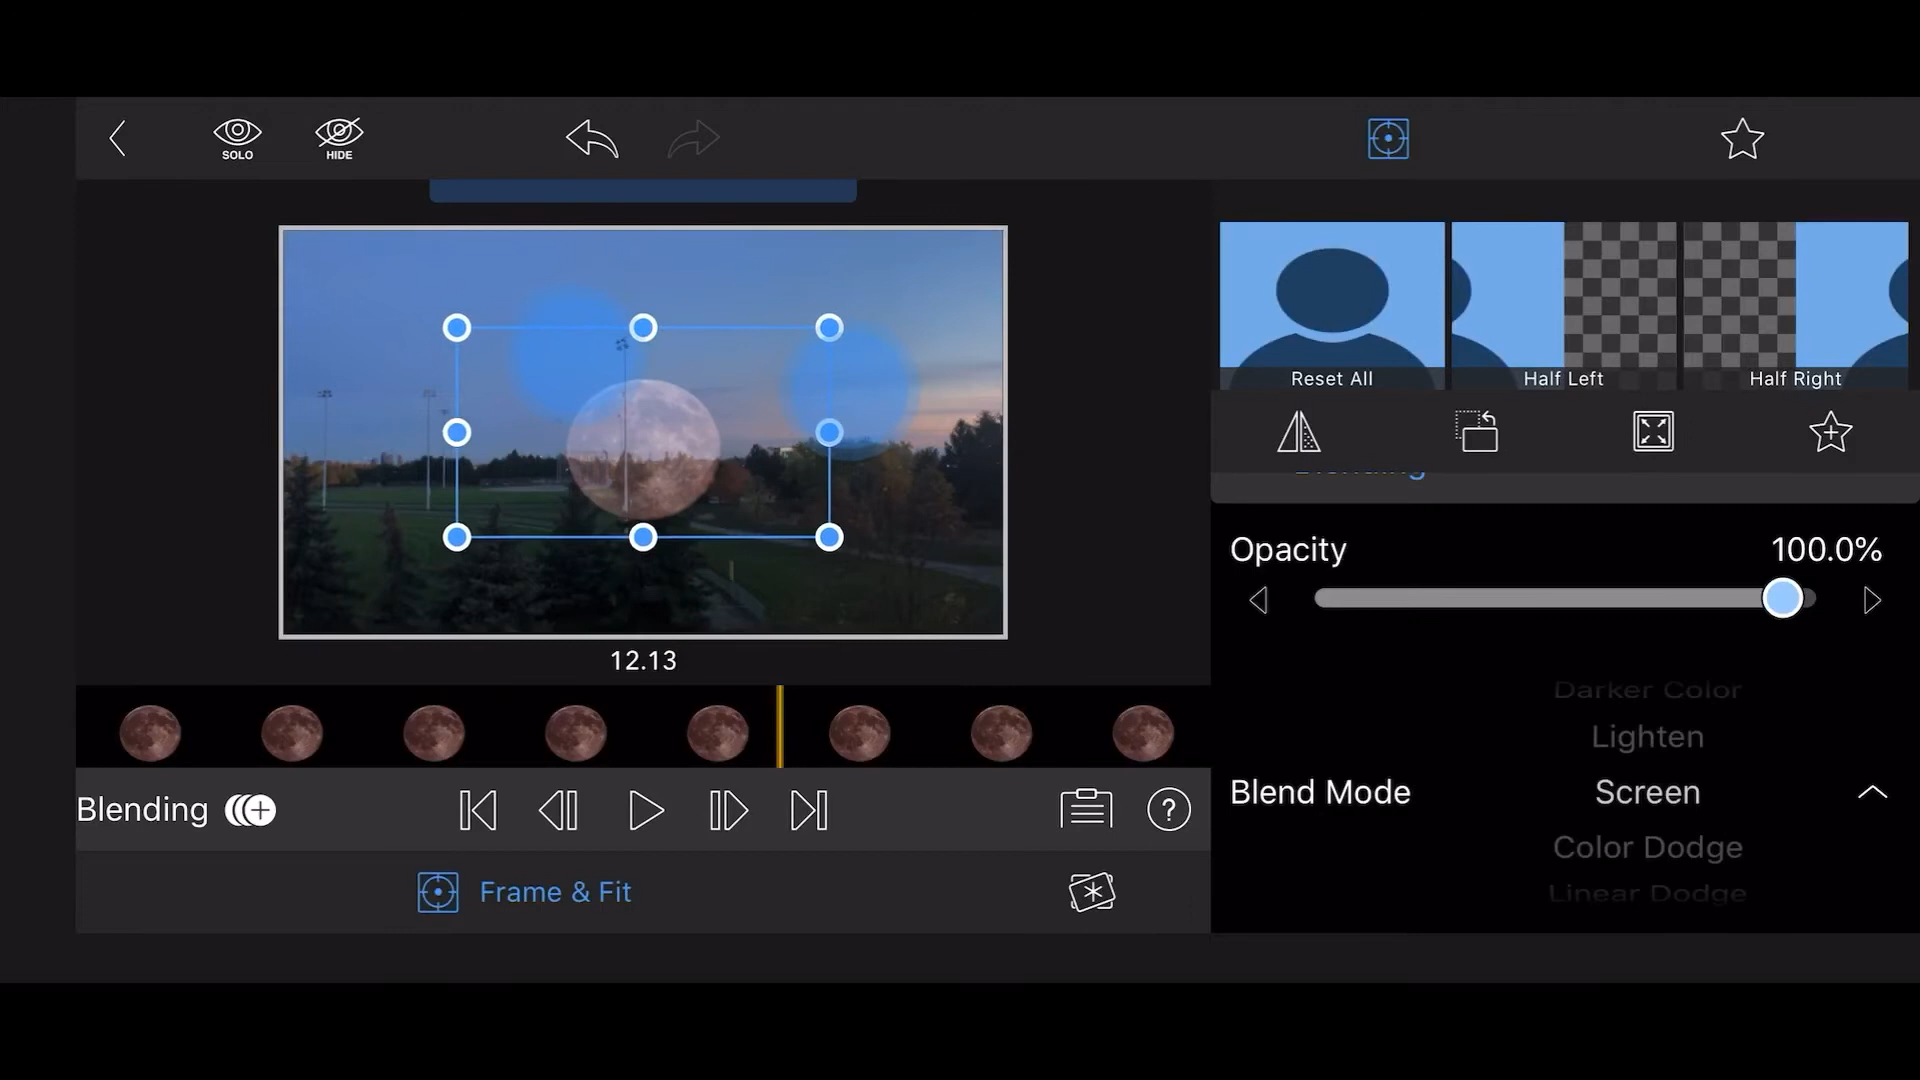 SOLO
HIDE
Reset All
Half Left
Half Right
Blending
Opacity
100.0%
12.13
Darker Color
Lighten
Blend Mode
Screen
Color Dodge
Linear Dodge
Blending
Frame & Fit